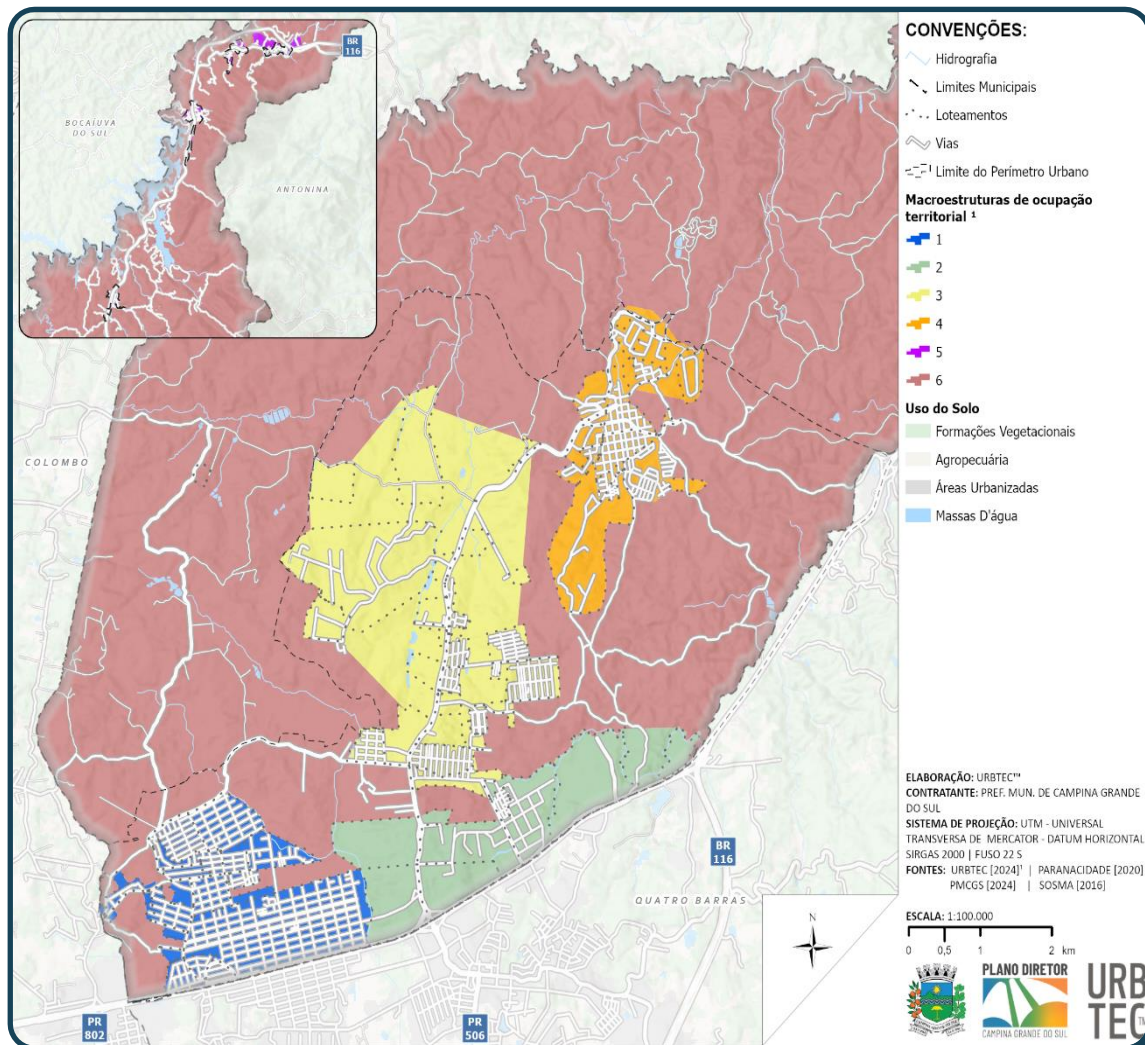 BR
116
BOCAIÚVA
DO SUL
ANTONINA
COLOMBO
BR
116
QUATRO BARRAS
PR
802
PR
506
N
CONVENÇÕES:
Hidrografia
Limites Municipais
Loteamentos
Vias
Limite do Perímetro Urbano
Macroestruturas de ocupação
territorial ¹
1
2
3
4
5
6
Uso do Solo
Formações Vegetacionais
Agropecuária
Áreas Urbanizadas
Massas D'água
ELABORAÇÃO: URBTEC™
CONTRATANTE: PREF. MUN. DE CAMPINA GRANDE
DO SUL
SISTEMA DE PROJEÇÃO: UTM - UNIVERSAL
TRANSVERSA DE MERCATOR - DATUM HORIZONTAL
SIRGAS 2000 | FUSO 22 S
FONTES: URBTEC [2024]¹ | PARANACIDADE [2020]
PMCGS [2024] | SOSMA [2016]
ESCALA: 1:100.000
0 0,5 1 2 km
PLANO DIRETOR
CAMPINA GRANDE DO SUL
URB
TEC™